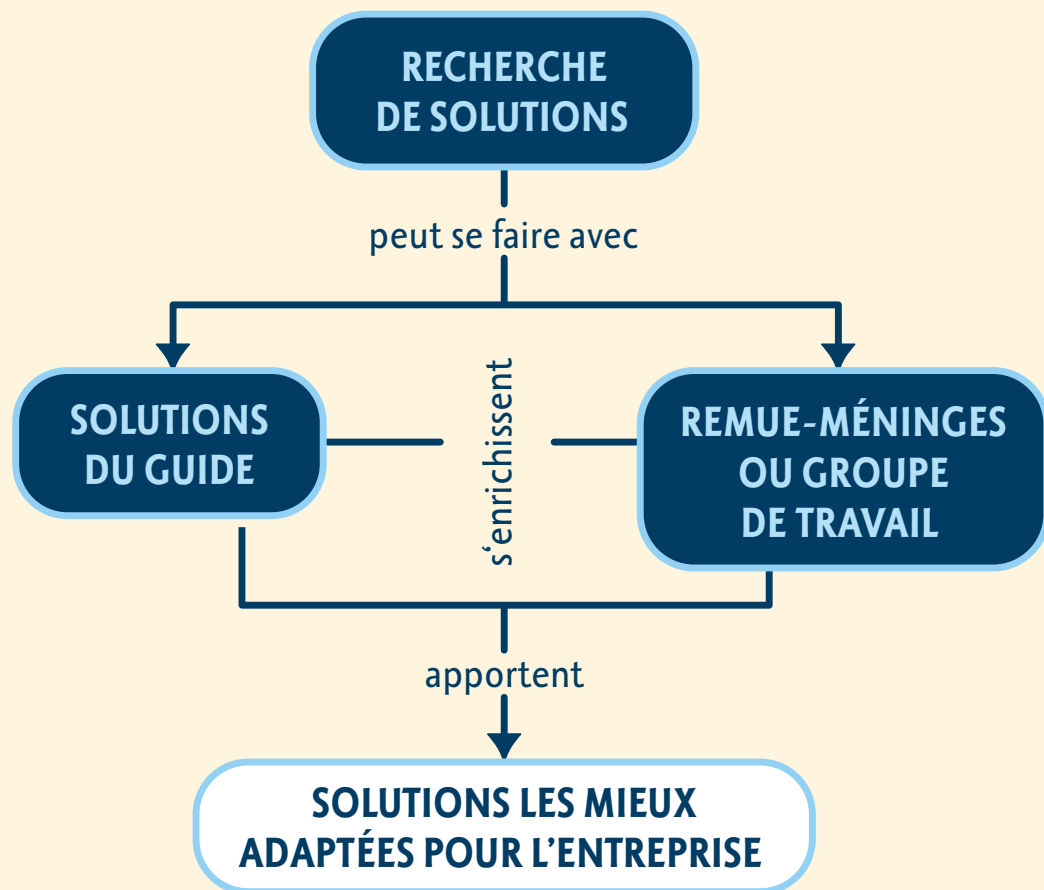 RECHERCHE
DE SOLUTIONS
peut se faire avec
SOLUTIONS
DU GUIDE
s‘enrichissent
REMUE-MÉNINGES
OU GROUPE
DE TRAVAIL
apportent
SOLUTIONS LES MIEUX
ADAPTÉES POUR L’ENTREPRISE